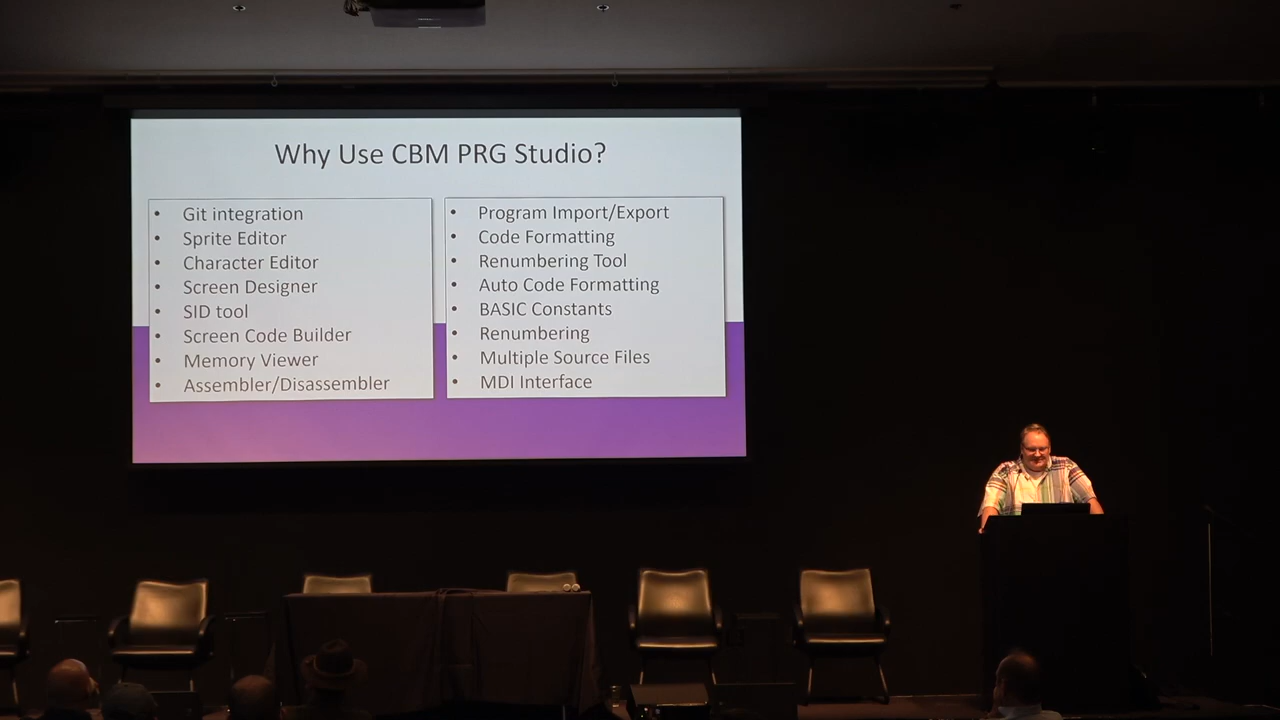 Why Use CBM PRG Studio?
• Git integration
• Sprite Editor
• Character Editor
• Screen Designer
• SID tool
• Screen Code Builder
• Memory Viewer
• Assembler/Disassembler
• Program Import/Export
• Code Formatting
• Renumbering Tool
• Auto Code Formatting
• BASIC Constants
• Renumbering
• Multiple Source Files
• MDI Interface